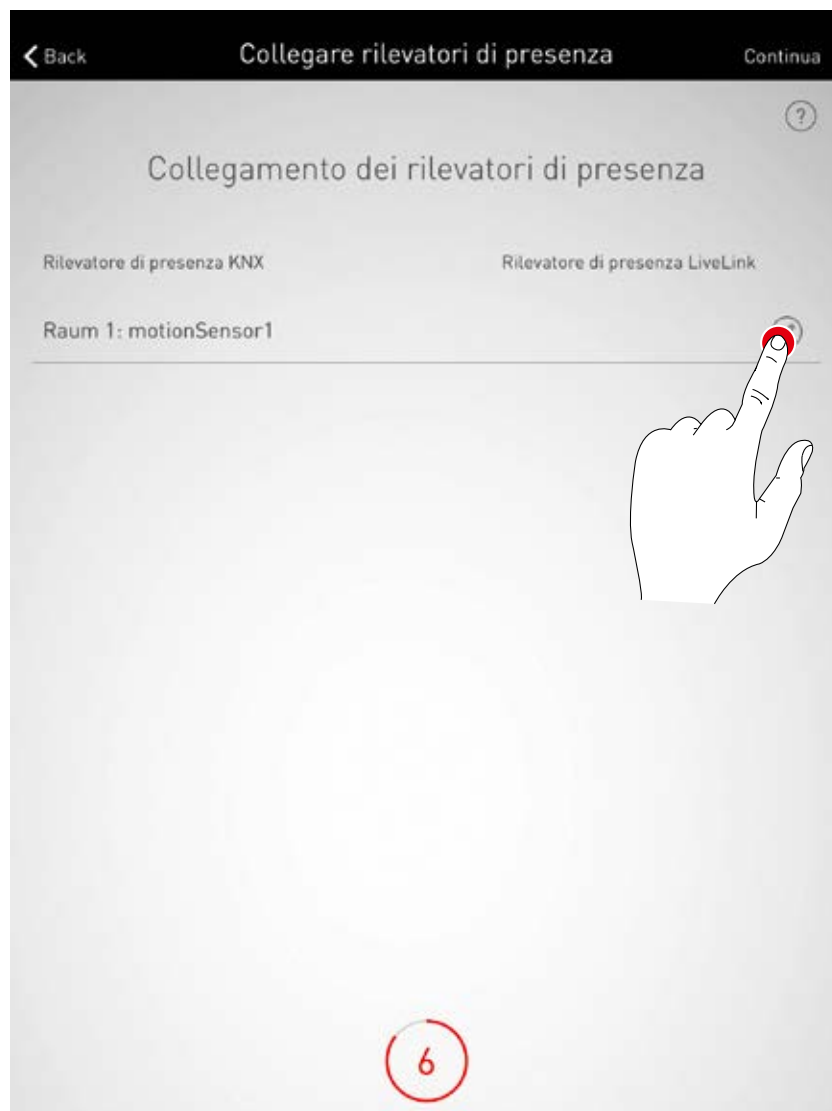 Back Collegare rilevatori di presenza Continua
?
Collegamento dei rilevatori di presenza
Rilevatore di presenza KNX Rilevatore di presenza LiveLink
Raum 1: motionSensor1
6